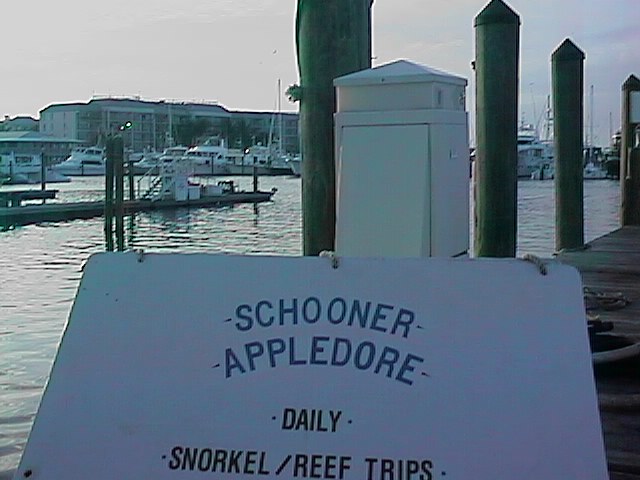 -SCHOONER-
-APPLEDORE-
· DAILY ·
· SNORKEL/REEF TRIPS ·